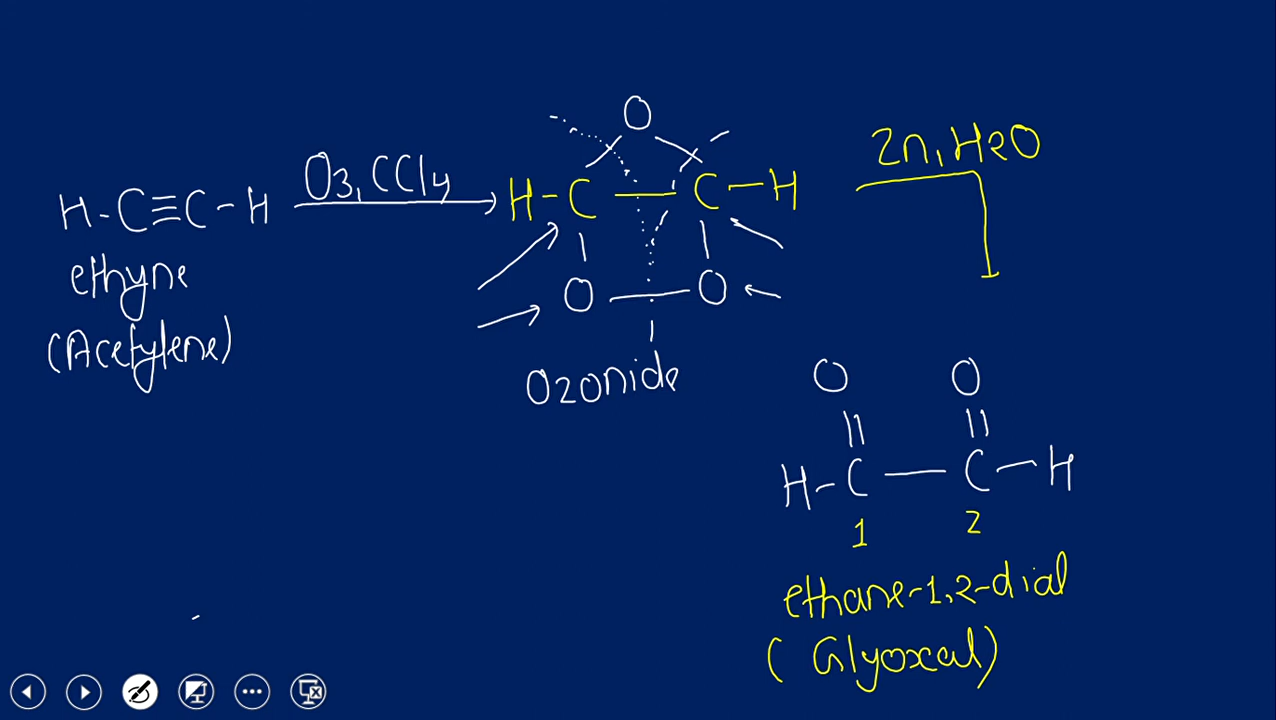 O3, CCl4
H-C≡C-H
ethyne
(Acetylene)
O
H-C—C-H
O—O
Ozonide
Zn, H2O
O O
H-C—C-H
1 2
ethane-1,2-dial
(Glyoxal)